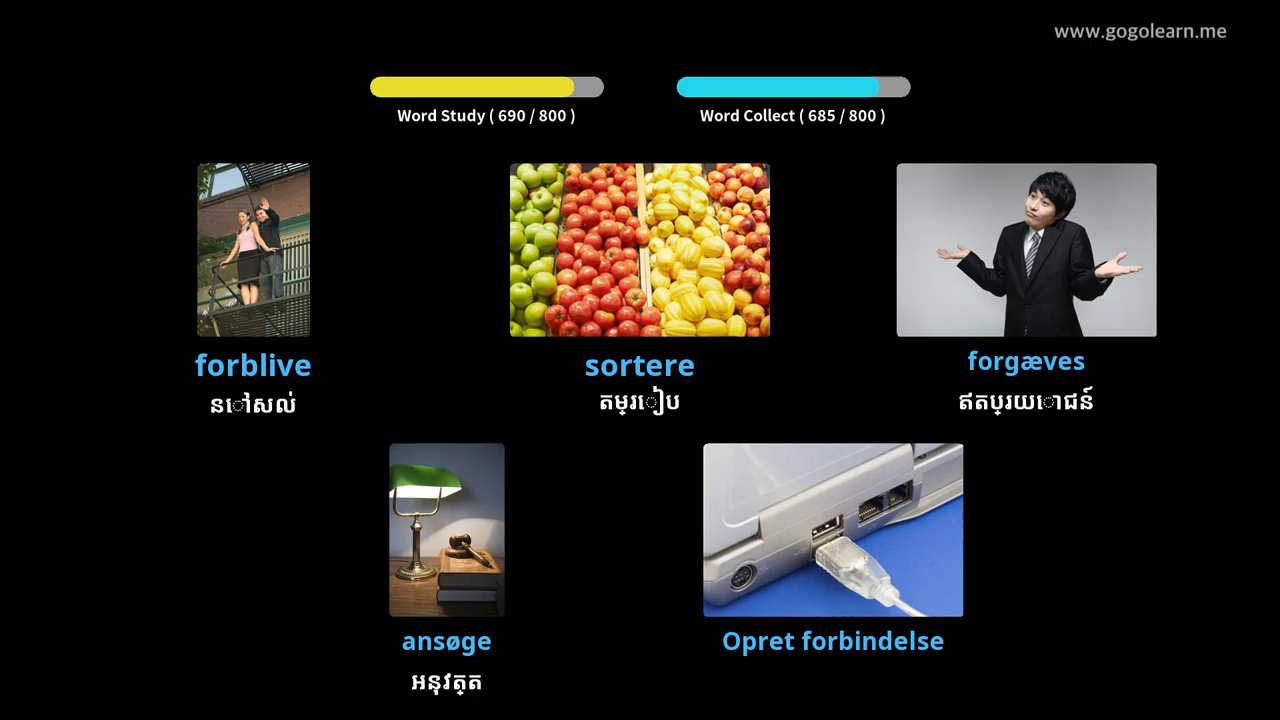 www.gogolearn.me
Word Study ( 690 / 800 )
Word Collect ( 685 / 800 )
forblive
នៅសល់
sortere
តម្រៀប
forgæves
ឥតប្រយោជន៍
ansøge
អនុវត្ត
Opret forbindelse